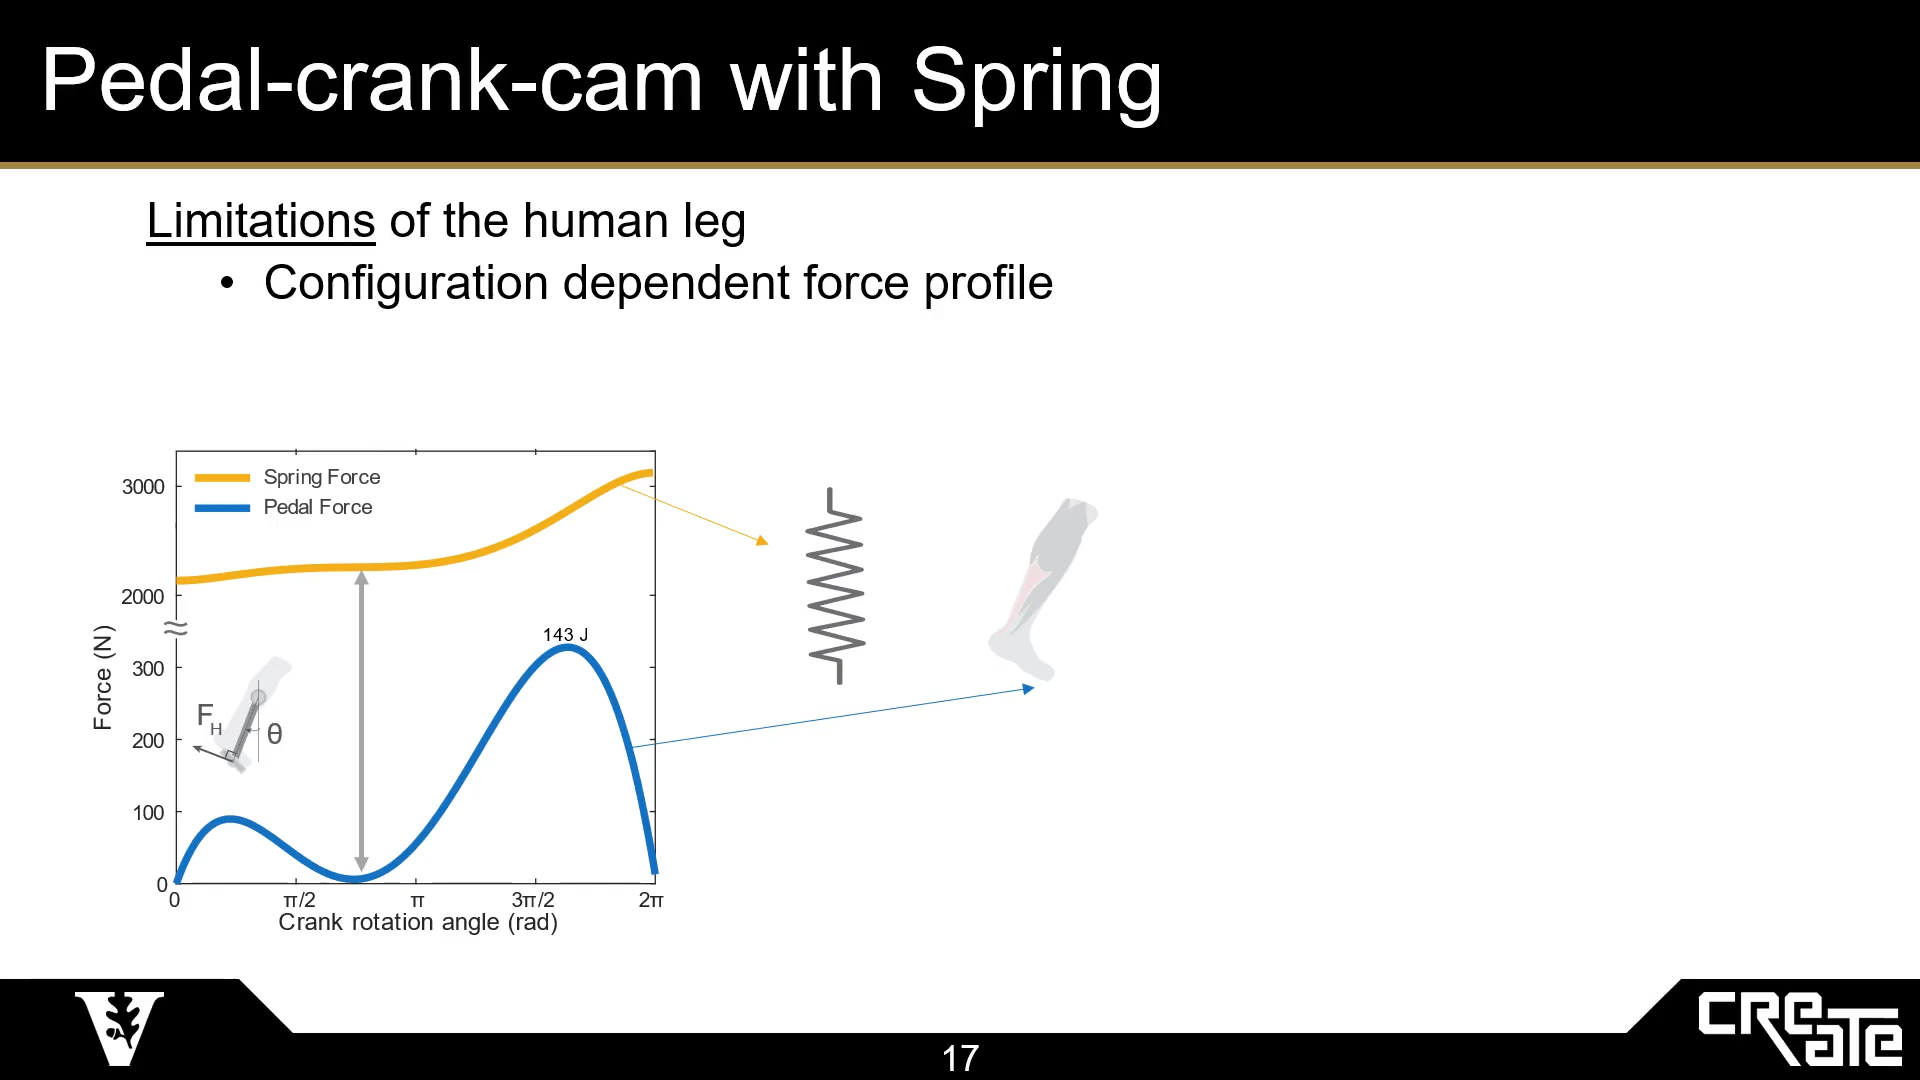 Pedal-crank-cam with Spring
Limitations of the human leg
• Configuration dependent force profile
Spring Force
Pedal Force
3000
2000
300
200
100
0
Force (N)
143 J
FH
θ
0 π/2 π 3π/2 2π
Crank rotation angle (rad)
V
CREATE
17